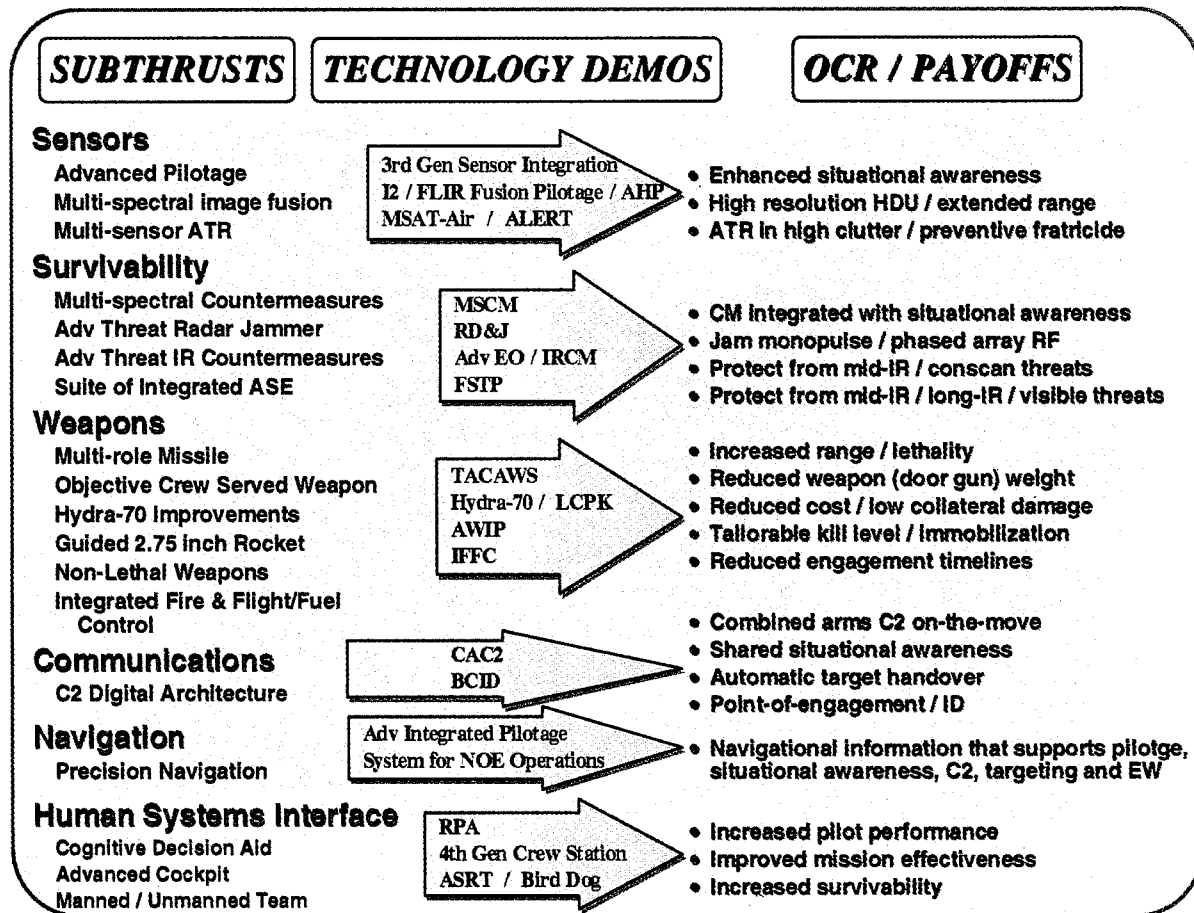 SUBTHRUSTS
TECHNOLOGY DEMOS
OCR / PAYOFFS
Sensors
Advanced Pilotage
Multi-spectral image fusion
Multi-sensor ATR
3rd Gen Sensor Integration
I2 / FLIR Fusion Pilotage / AHP
MSAT-Air / ALERT
• Enhanced situational awareness
• High resolution HDU / extended range
• ATR in high clutter / preventive fratricide
Survivability
Multi-spectral Countermeasures
Adv Threat Radar Jammer
Adv Threat IR Countermeasures
Suite of Integrated ASE
MSCM
RD&J
Adv EO / IRCM
FSTP
• CM integrated with situational awareness
• Jam monopulse / phased array RF
• Protect from mid-IR / conscan threats
• Protect from mid-IR / long-IR / visible threats
Weapons
Multi-role Missile
Objective Crew Served Weapon
Hydra-70 Improvements
Guided 2.75 inch Rocket
Non-Lethal Weapons
Integrated Fire & Flight/Fuel
Control
TACAWS
Hydra-70 / LCPK
AWIP
IFFC
• Increased range / lethality
• Reduced weapon (door gun) weight
• Reduced cost / low collateral damage
• Tailorable kill level / immobilization
• Reduced engagement timelines
Communications
C2 Digital Architecture
CAC2
BCID
• Combined arms C2 on-the-move
• Shared situational awareness
• Automatic target handover
• Point-of-engagement / ID
Navigation
Precision Navigation
Adv Integrated Pilotage
System for NOE Operations
• Navigational information that supports pilotge,
situational awareness, C2, targeting and EW
Human Systems Interface
Cognitive Decision Aid
Advanced Cockpit
Manned / Unmanned Team
RPA
4th Gen Crew Station
ASRT / Bird Dog
• Increased pilot performance
• Improved mission effectiveness
• Increased survivability